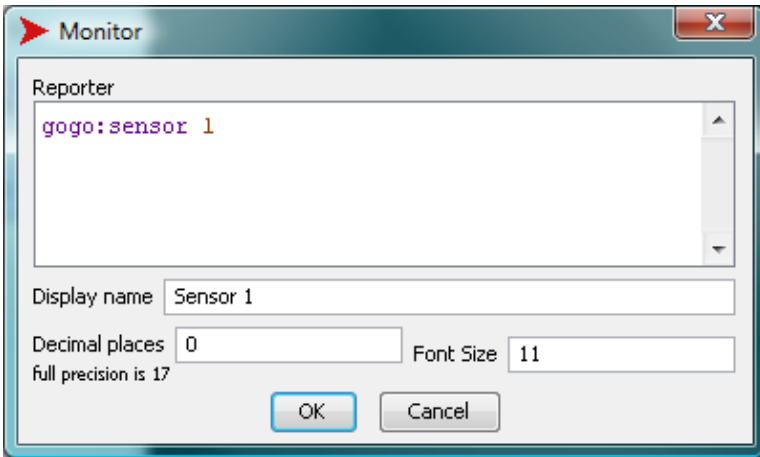 Monitor
Reporter
gogo:sensor 1
Display name Sensor 1
Decimal places 0 Font Size 11
full precision is 17
OK Cancel